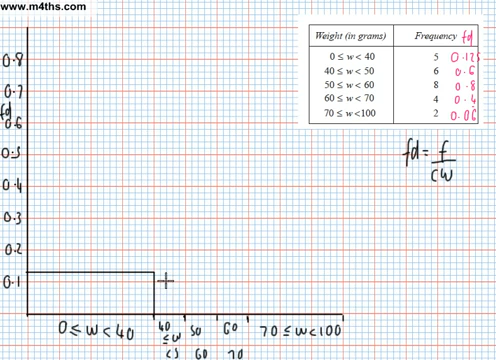 www.m4ths.com
Weight (in grams) Frequency fd
0 ≤ w < 40 5 0.125
40 ≤ w < 50 6 0.6
50 ≤ w < 60 8 0.8
60 ≤ w < 70 4 0.4
70 ≤ w <100 2 0.06
fd = f
cw
0.8
0.7
fd
0.6
0.5
0.4
0.3
0.2
0.1
0 ≤ w < 40 40 50 60 70 ≤ w < 100
≤ w
60 70